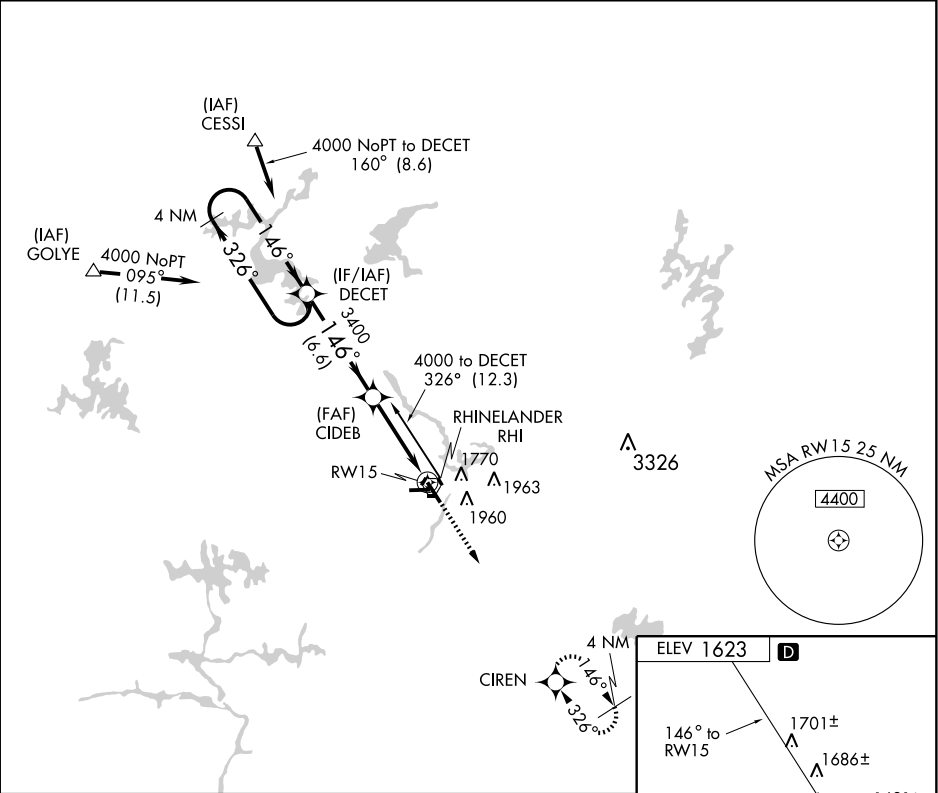 (IAF)
CESSI
4000 NoPT to DECET
160° (8.6)
4 NM
146°
326°
(IAF)
GOLYE
4000 NoPT
095°
(11.5)
(IF/IAF)
DECET
3400
146°
(6.6)
4000 to DECET
326° (12.3)
(FAF)
CIDEB
RHINELANDER
RHI
RW15
1770
1963
1960
3326
MSA RW15 25 NM
4400
4 NM
CIREN
146°
326°
ELEV 1623
D
146° to
RW15
1701±
1686±